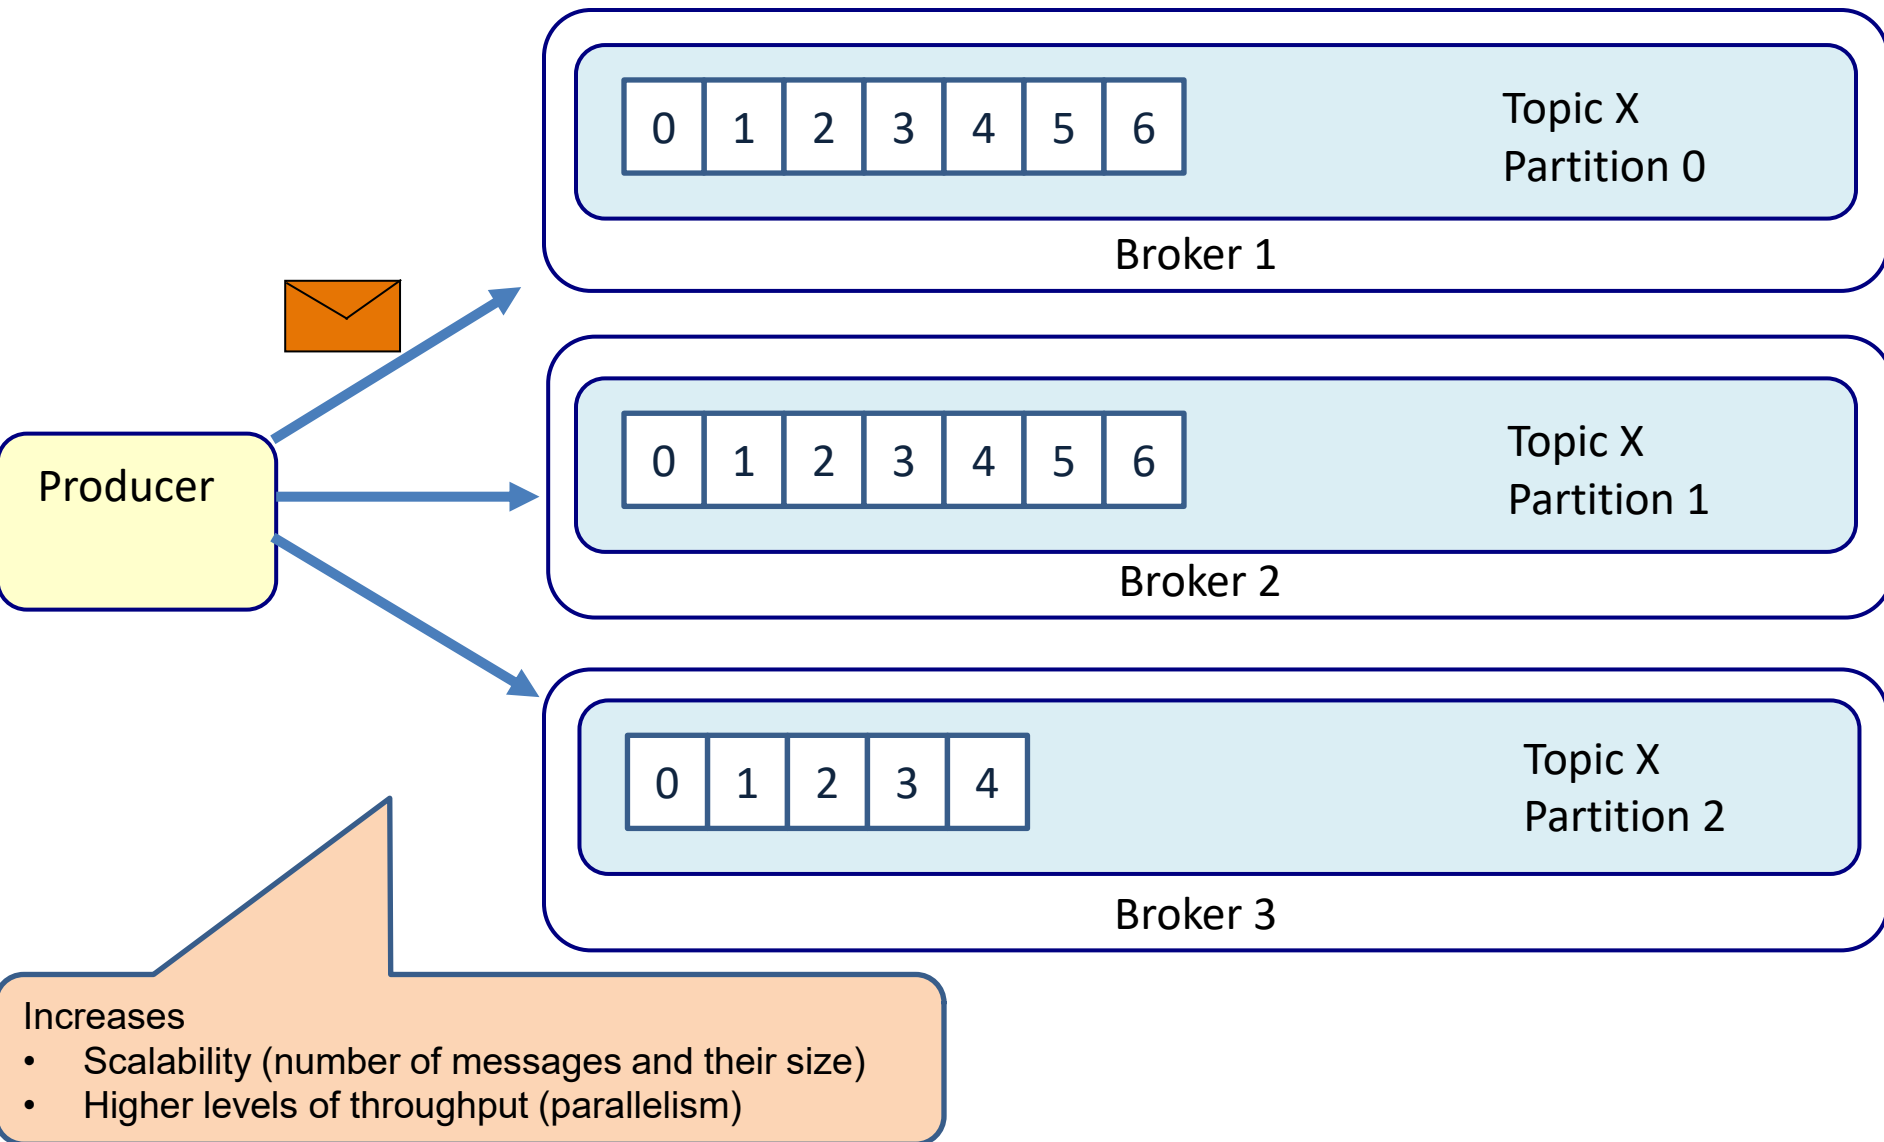 0 1 2 3 4 5 6
Topic X
Partition 0
Broker 1
Producer
0 1 2 3 4 5 6
Topic X
Partition 1
Broker 2
0 1 2 3 4
Topic X
Partition 2
Broker 3
Increases
• Scalability (number of messages and their size)
• Higher levels of throughput (parallelism)